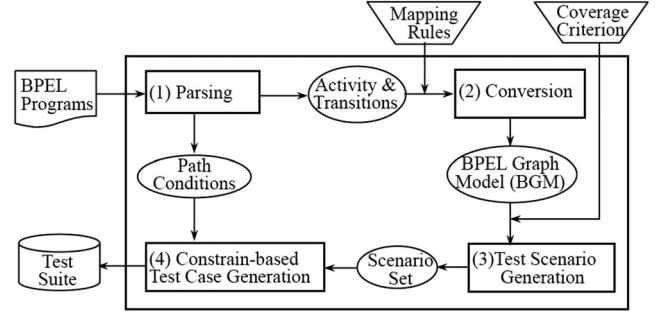 Mapping
Rules
Coverage
Criterion
BPEL
Programs
(1) Parsing
Activity &
Transitions
(2) Conversion
Path
Conditions
BPEL Graph
Model (BGM)
Test
Suite
(4) Constrain-based
Test Case Generation
Scenario
Set
(3)Test Scenario
Generation